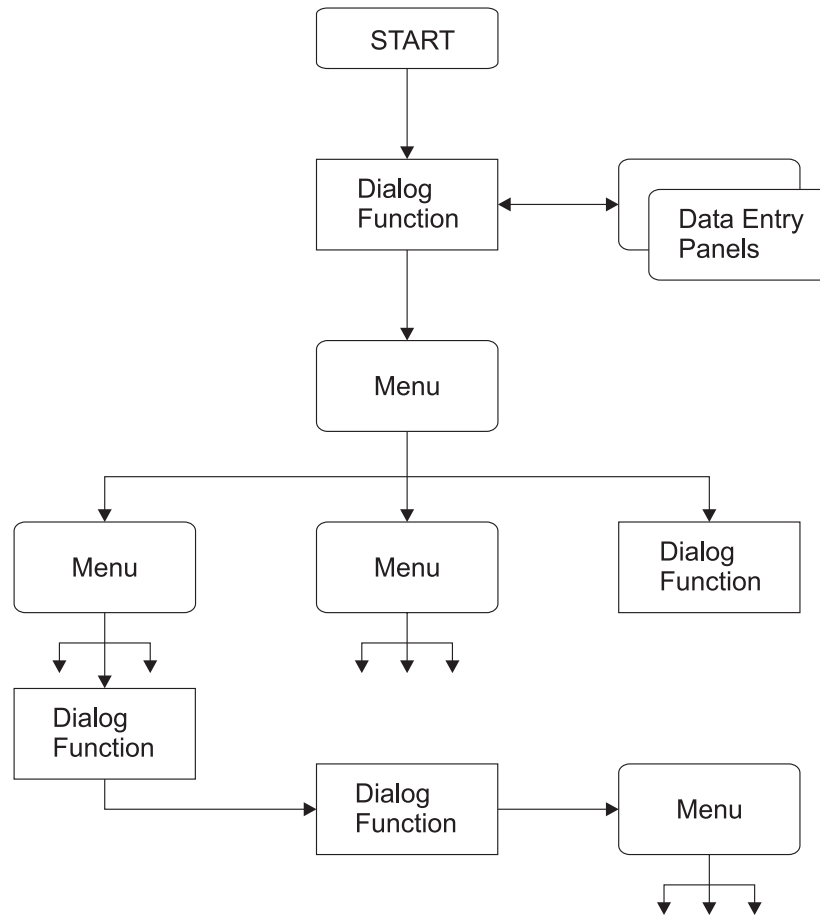 START
Dialog
Function
Data Entry
Panels
Menu
Menu
Menu
Dialog
Function
Dialog
Function
Dialog
Function
Menu